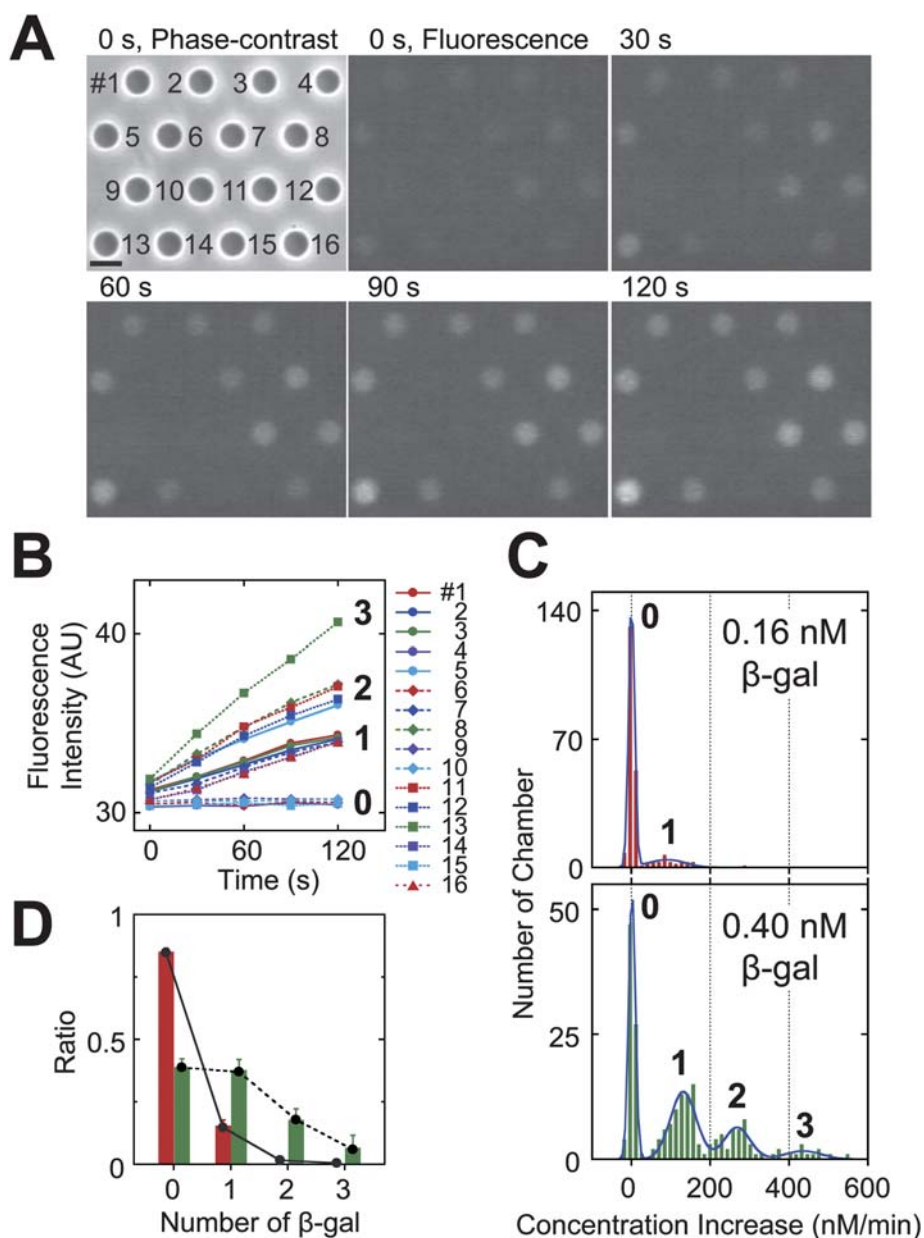 A
0 s, Phase-contrast
0 s, Fluorescence
30 s
#1 2 3 4
5 6 7 8
9 10 11 12
13 14 15 16
60 s
90 s
120 s
B
Fluorescence
Intensity (AU)
40
30
3
2
1
0
0 60 120
Time (s)
#1
2
3
4
5
6
7
8
9
10
11
12
13
14
15
16
C
Number of Chamber
140
70
0
0
1
0.16 nM
β-gal
50
25
0
0
1
2
3
0.40 nM
β-gal
0 200 400 600
Concentration Increase (nM/min)
D
Ratio
1
0.5
0
0 1 2 3
Number of β-gal